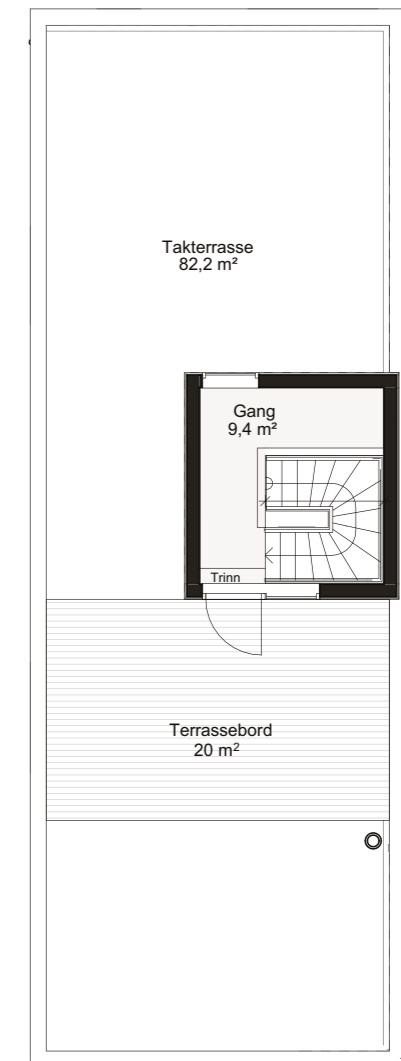 Takterrasse
82,2 m²
Gang
9,4 m²
Trinn
Terrassebord
20 m²